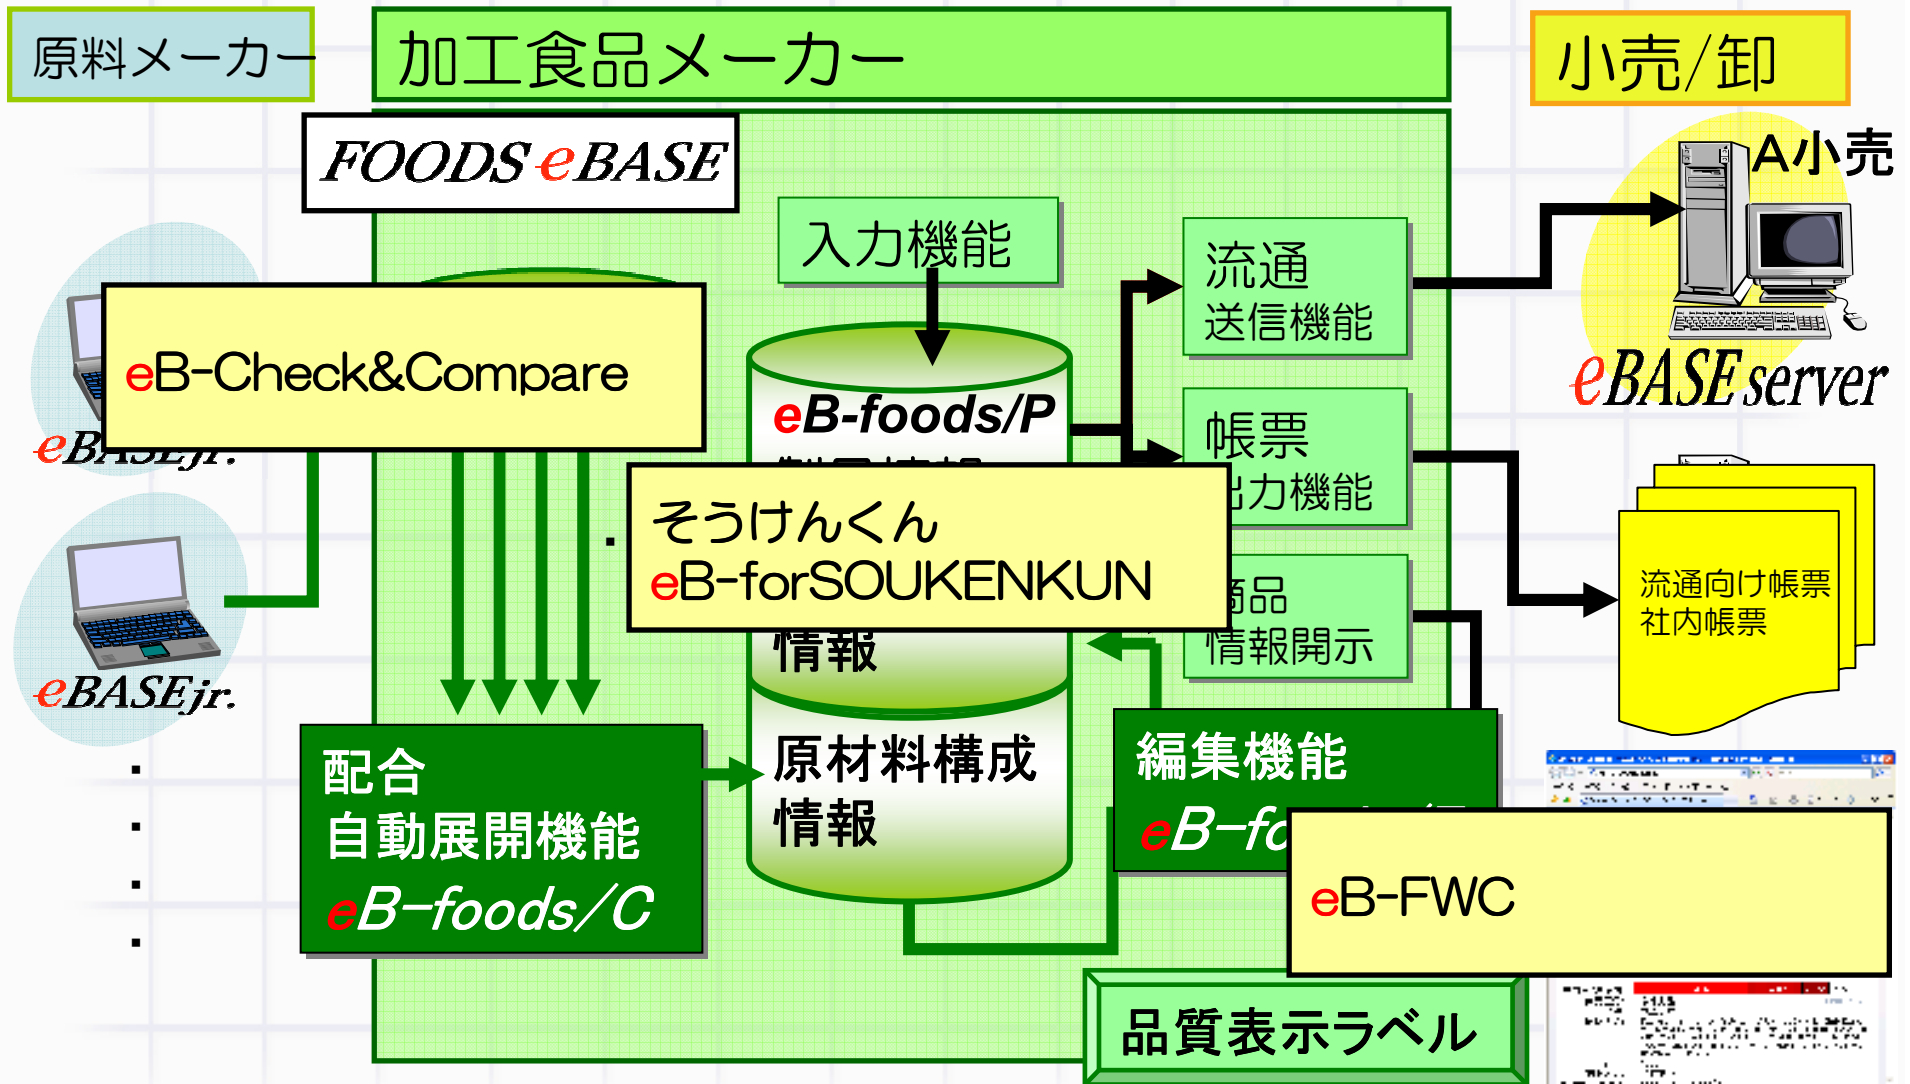 原料メーカー
加工食品メーカー
小売/卸
FOODS eBASE
A小売
入力機能
流通
送信機能
eB-Check&Compare
eBASEjr.
eBASE server
eB-foods/P
帳票
出力機能
そうけんくん
eB-forSOUKENKUN
商品
情報開示
情報
流通向け帳票
社内帳票
eBASEjr.
配合
自動展開機能
eB-foods/C
原材料構成
情報
編集機能
eB-fo
eB-FWC
品質表示ラベル